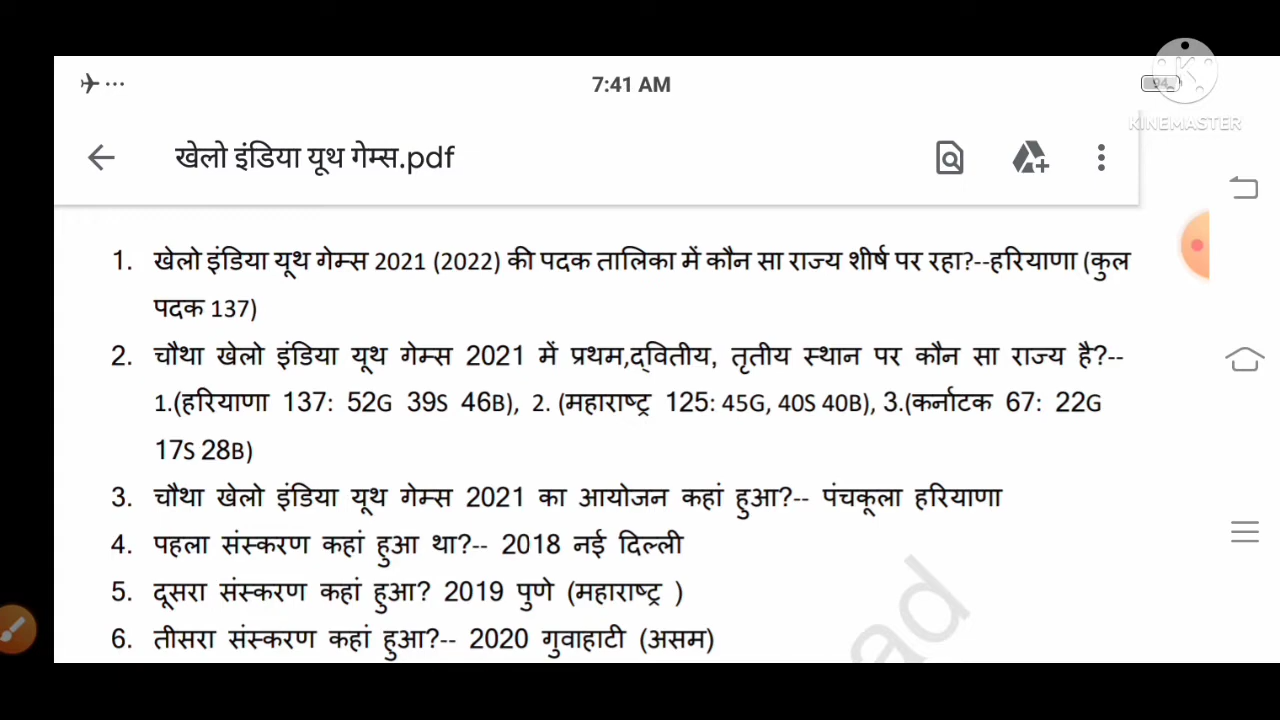 7:41 AM
94
KINEMASTER
खेलो इंडिया यूथ गेम्स.pdf
1. खेलो इंडिया यूथ गेम्स 2021 (2022) की पदक तालिका में कौन सा राज्य शीर्ष पर रहा?--हरियाणा (कुल
पदक 137)
2. चौथा खेलो इंडिया यूथ गेम्स 2021 में प्रथम,द्वितीय, तृतीय स्थान पर कौन सा राज्य है?--
1.(हरियाणा 137: 52G 39S 46B), 2. (महाराष्ट्र 125: 45G, 40S 40B), 3.(कर्नाटक 67: 22G
17S 28B)
3. चौथा खेलो इंडिया यूथ गेम्स 2021 का आयोजन कहां हुआ?-- पंचकूला हरियाणा
4. पहला संस्करण कहां हुआ था?-- 2018 नई दिल्ली
5. दूसरा संस्करण कहां हुआ? 2019 पुणे (महाराष्ट्र )
6. तीसरा संस्करण कहां हुआ?-- 2020 गुवाहाटी (असम)